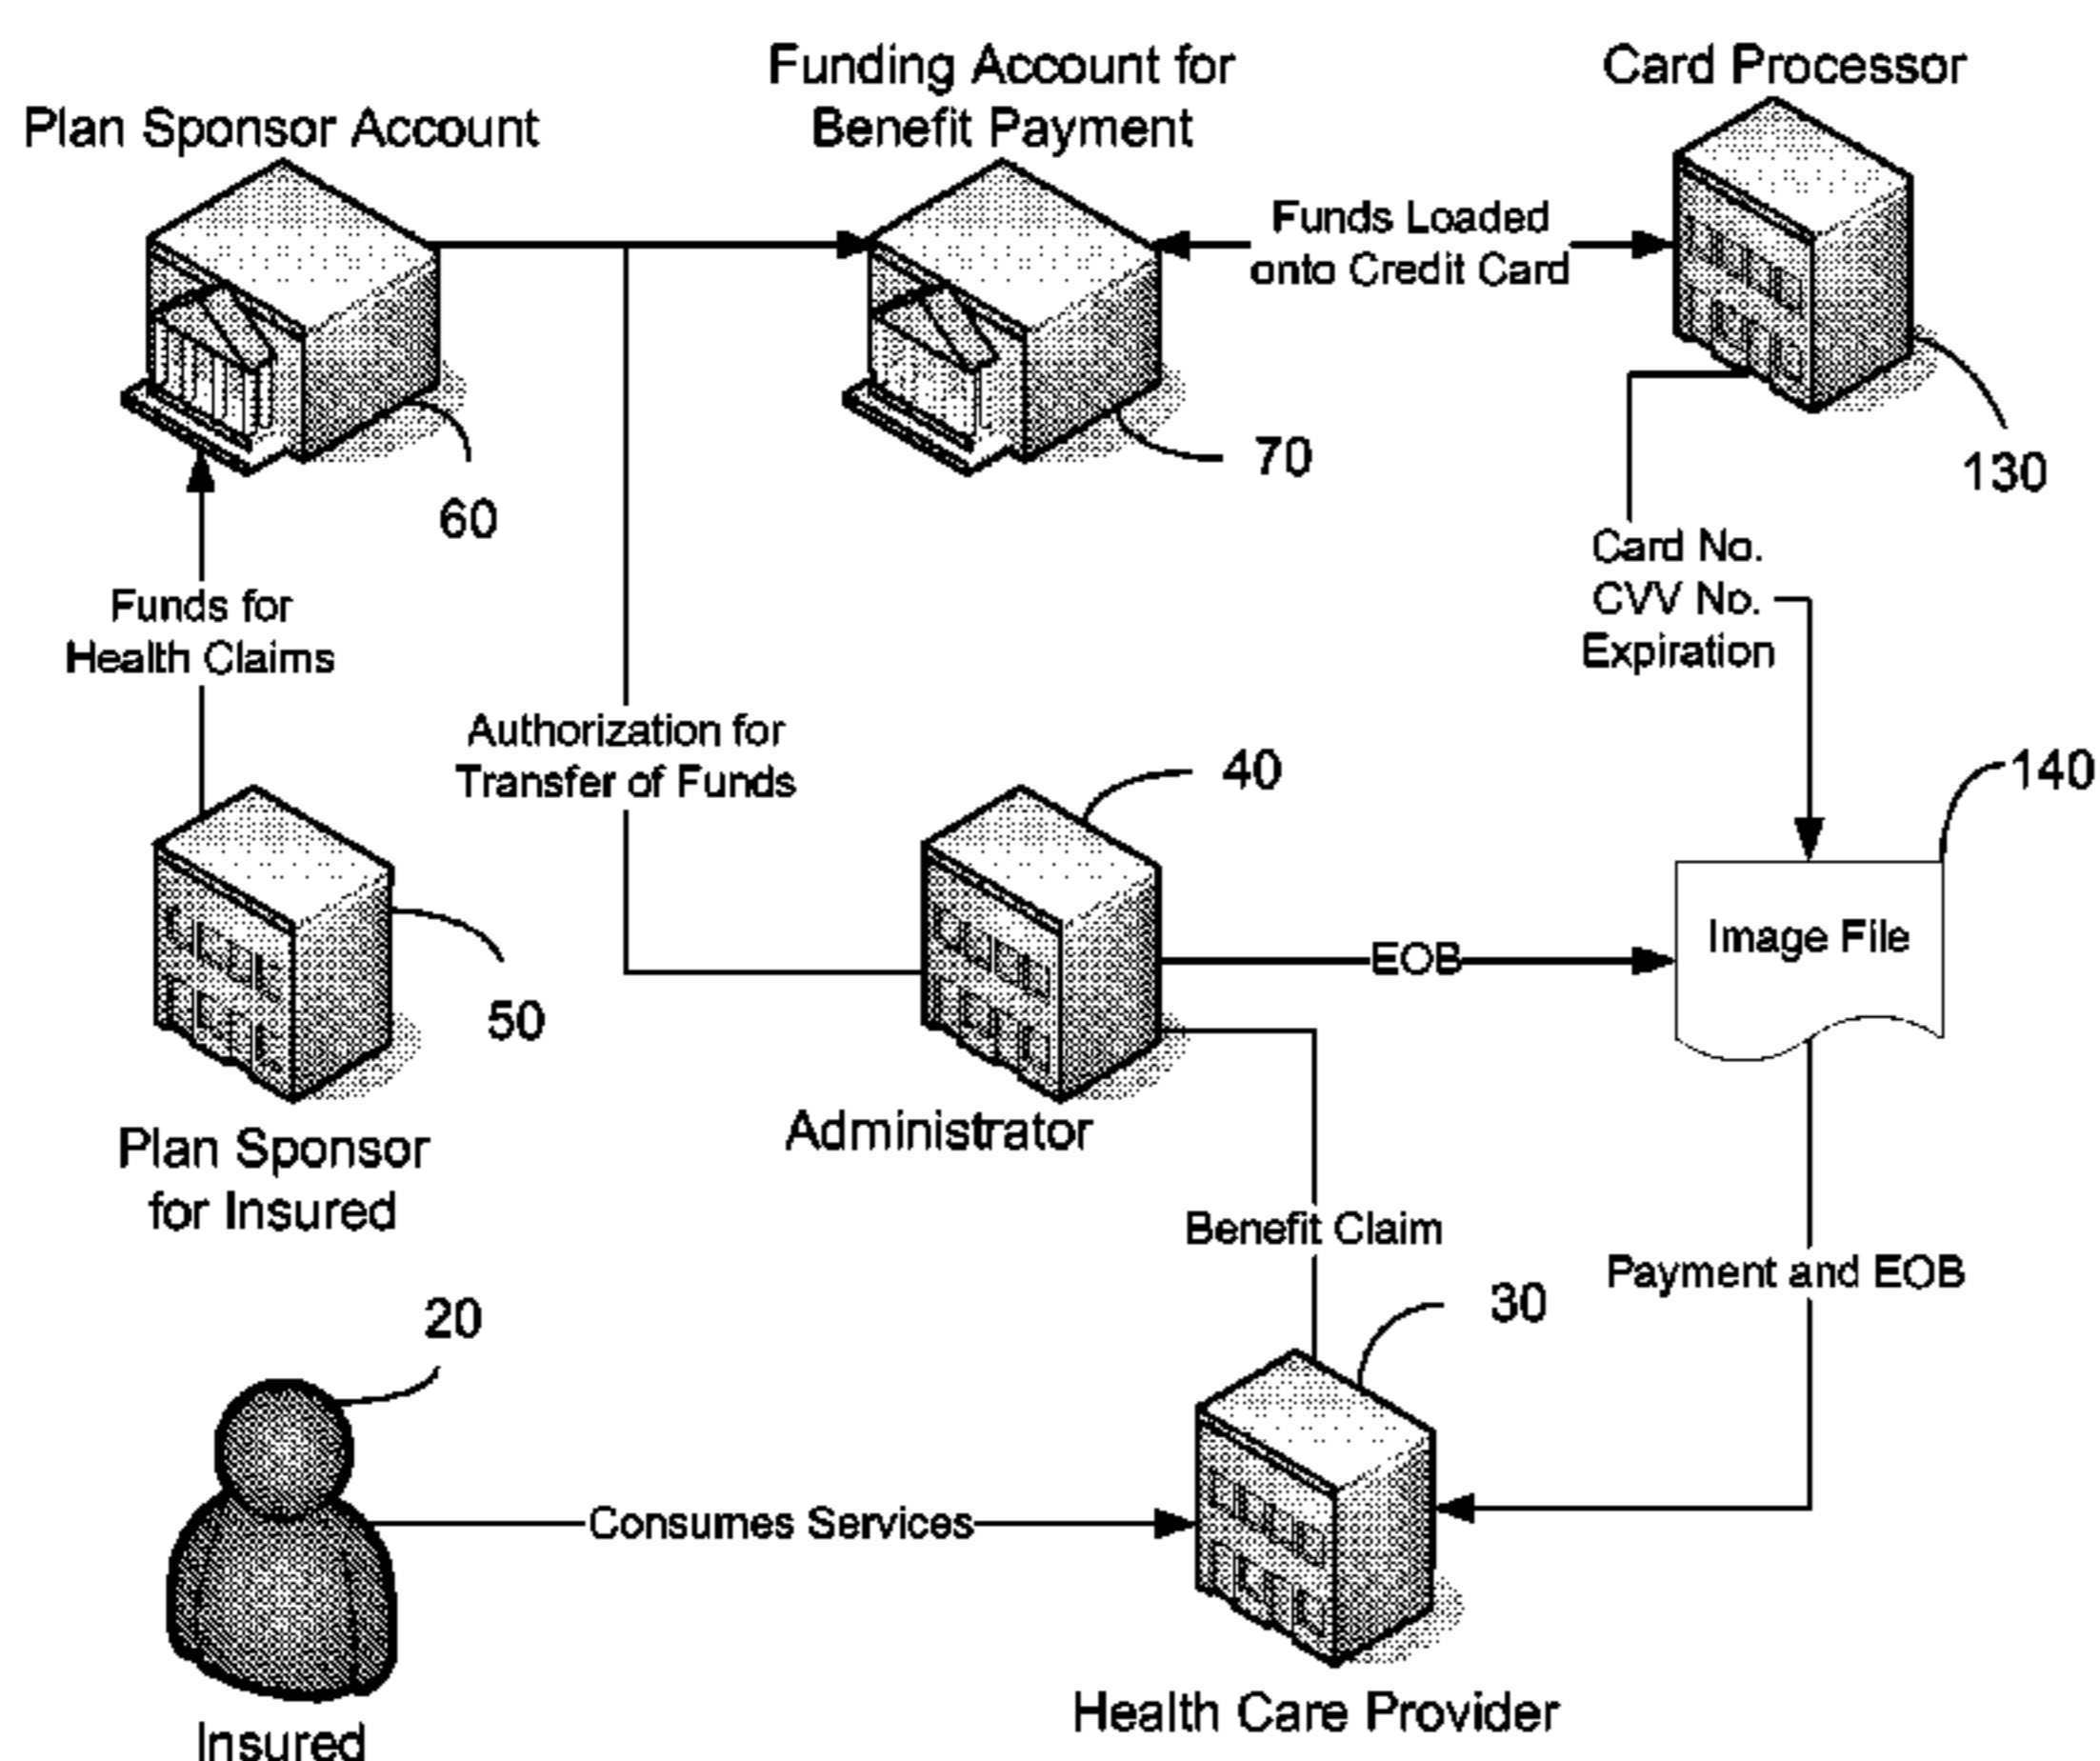 Plan Sponsor Account
Funding Account for
Benefit Payment
Card Processor
Funds Loaded
onto Credit Card
60
70
130
Funds for
Health Claims
Card No.
CVV No.
Expiration
Authorization for
Transfer of Funds
40
140
50
EOB
Image File
Plan Sponsor
for Insured
Administrator
Benefit Claim
Payment and EOB
20
30
Consumes Services
Insured
Health Care Provider